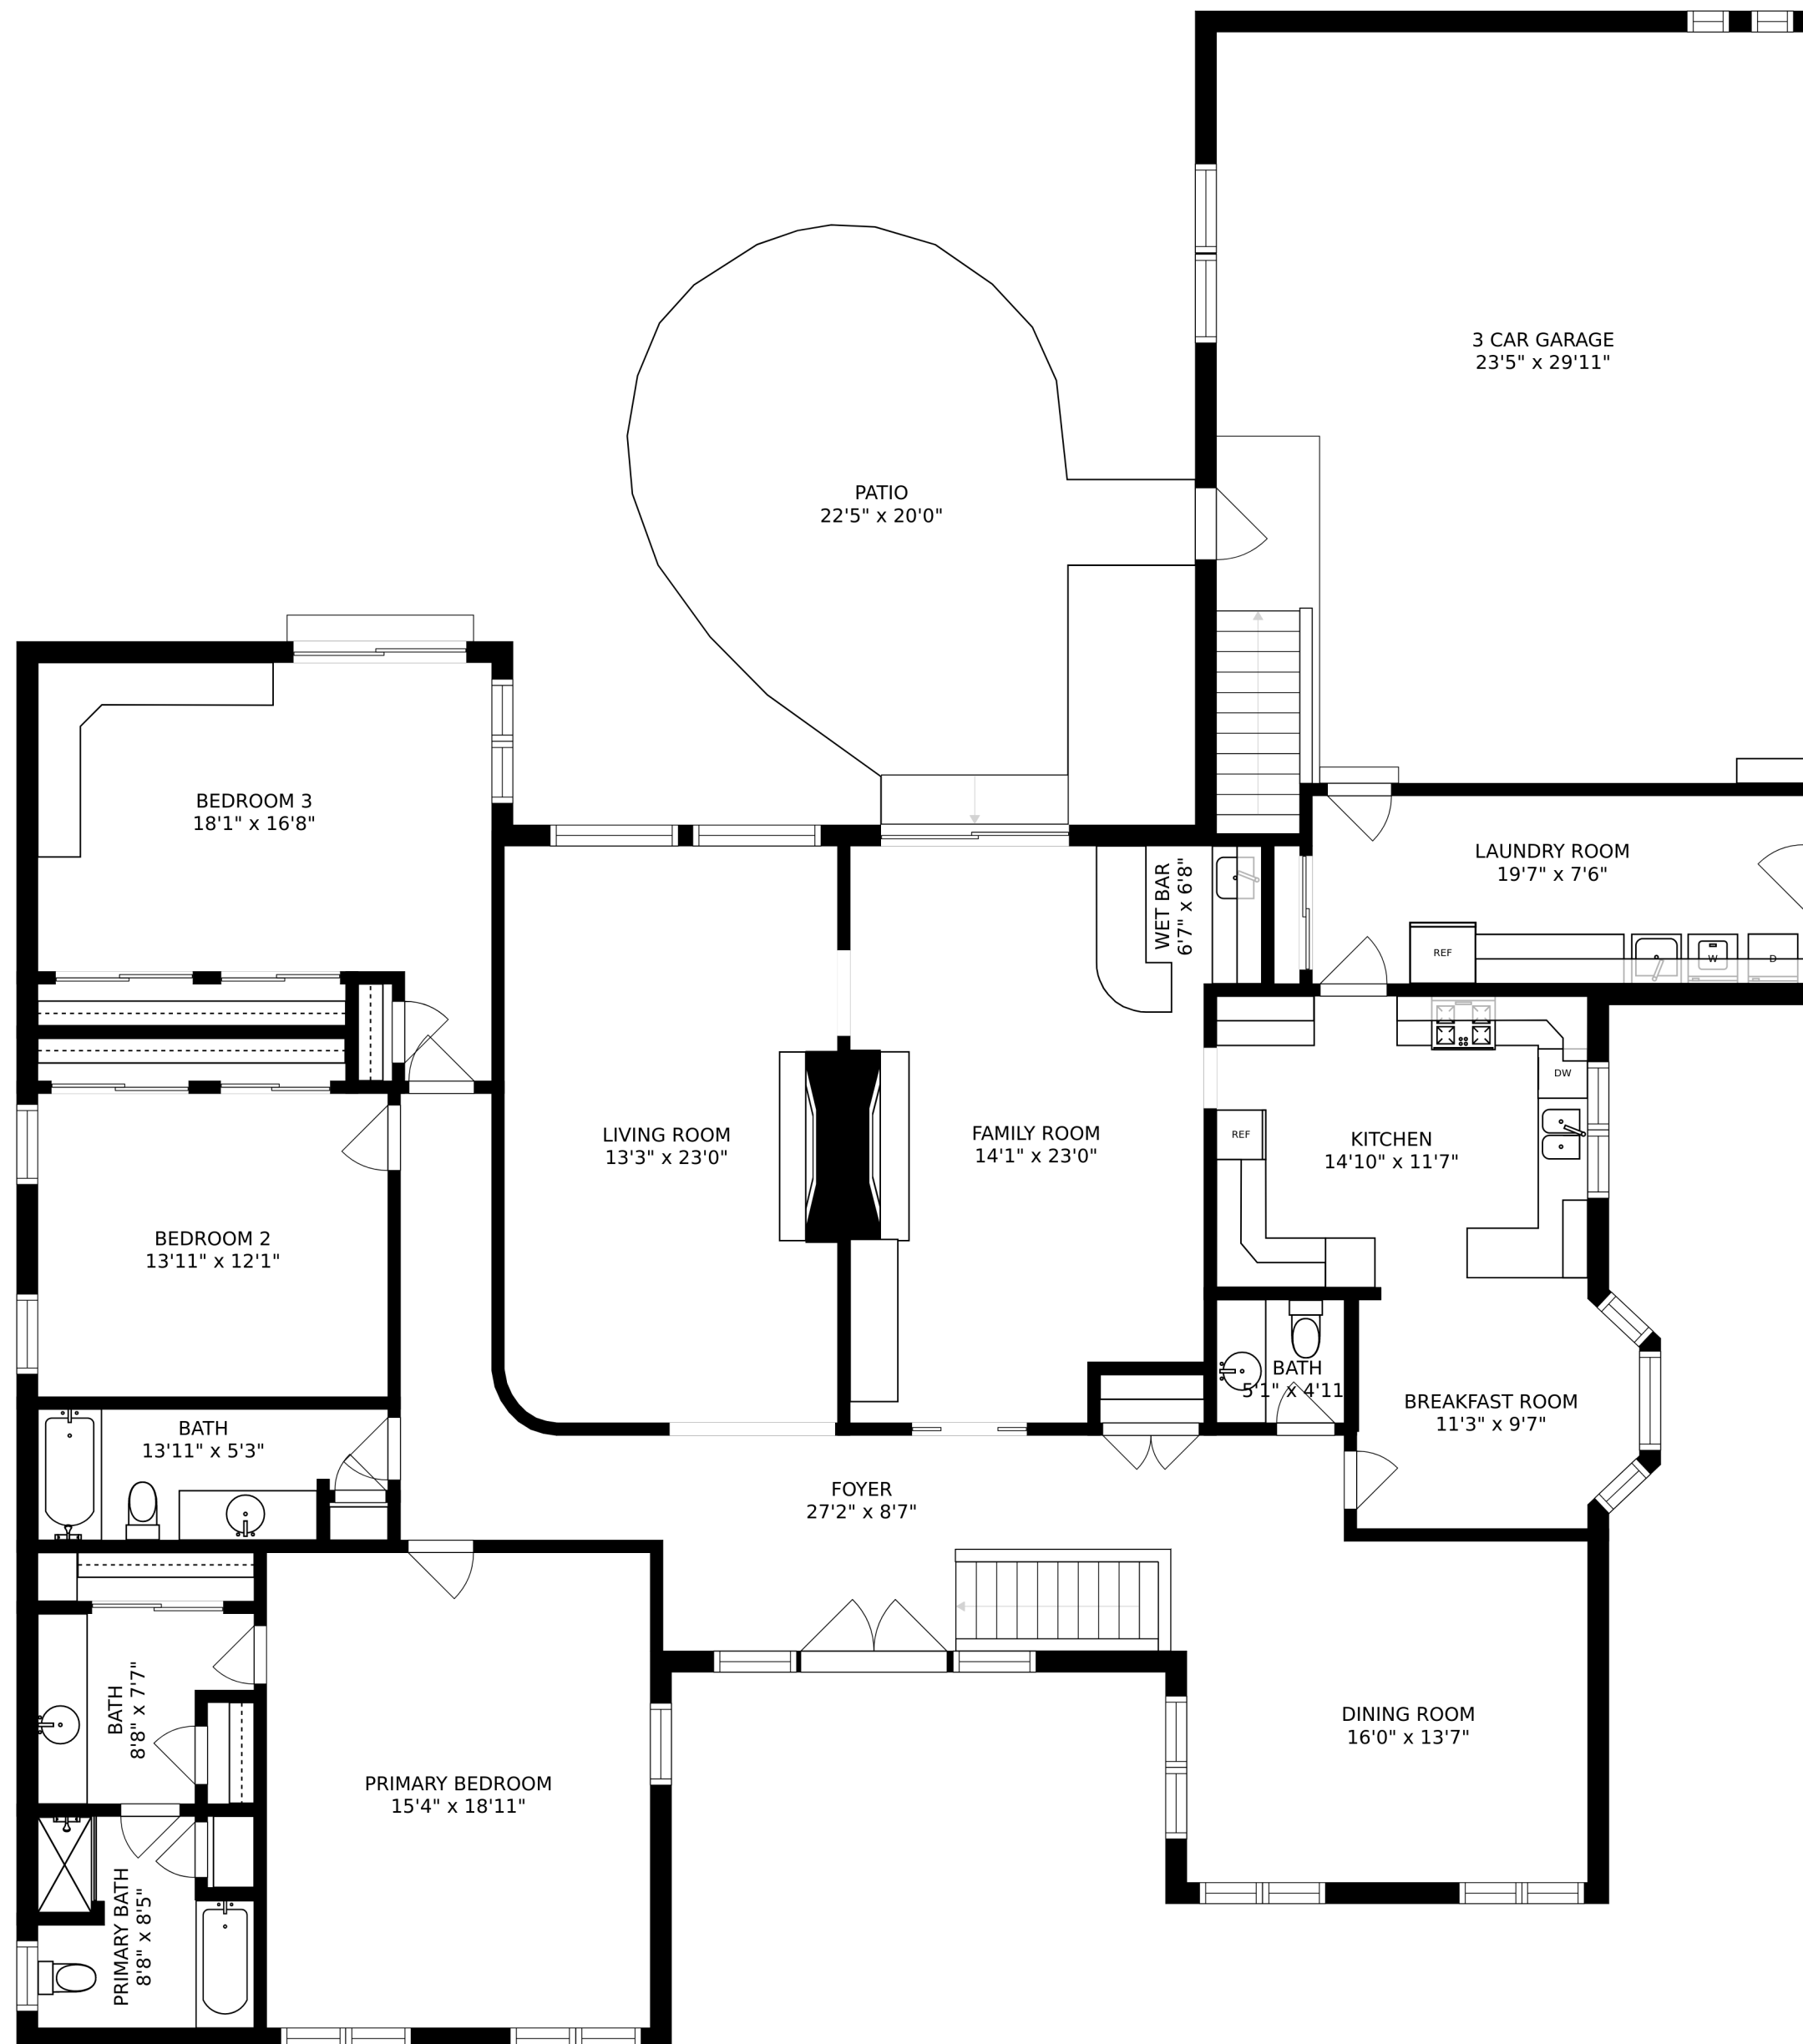 3 CAR GARAGE
23'5" x 29'11"
PATIO
22'5" x 20'0"
BEDROOM 3
18'1" x 16'8"
WET BAR
6'7" x 6'8"
LAUNDRY ROOM
19'7" x 7'6"
REF
W
D
DW
REF
LIVING ROOM
13'3" x 23'0"
FAMILY ROOM
14'1" x 23'0"
KITCHEN
14'10" x 11'7"
BEDROOM 2
13'11" x 12'1"
BATH
5'1" x 4'11
BREAKFAST ROOM
11'3" x 9'7"
BATH
13'11" x 5'3"
FOYER
27'2" x 8'7"
BATH
8'8" x 7'7"
DINING ROOM
16'0" x 13'7"
PRIMARY BEDROOM
15'4" x 18'11"
PRIMARY BATH
8'8" x 8'5"